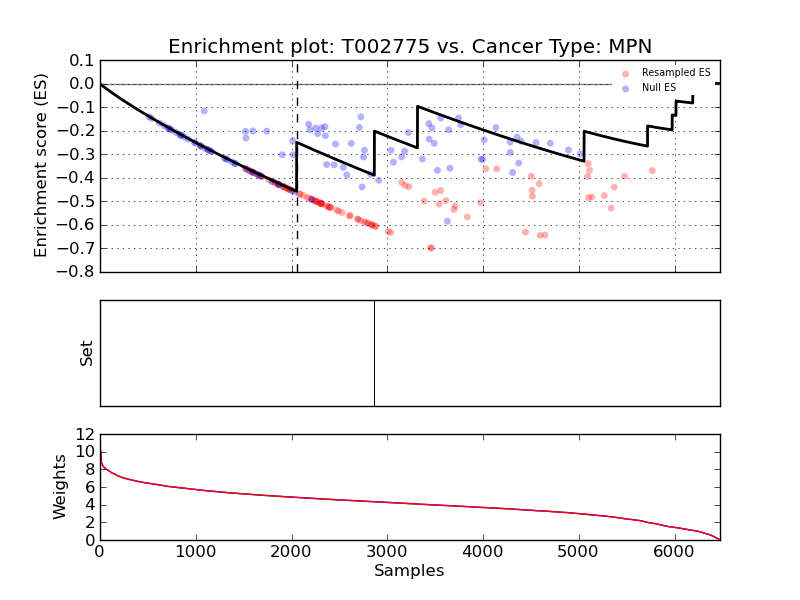 Enrichment plot: T002775 vs. Cancer Type: MPN
Enrichment score (ES)
0.1
0.0
−0.1
−0.2
−0.3
−0.4
−0.5
−0.6
−0.7
−0.8
Resampled ES
Null ES
Set
Weights
12
10
8
6
4
2
0
0 1000 2000 3000 4000 5000 6000
Samples